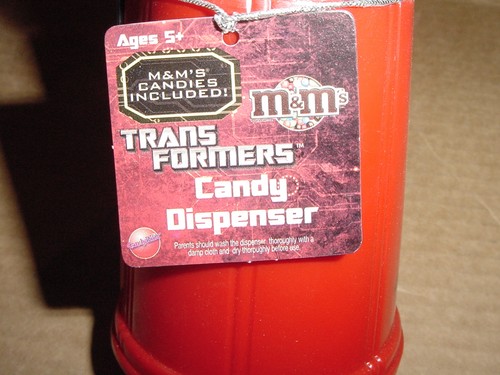 Ages 5+
M&M'S®
CANDIES
INCLUDED!
m&m's
TRANS
FORMERS™
Candy
Dispenser
Parents should wash the dispenser thoroughly with a
damp cloth and dry thoroughly before use.